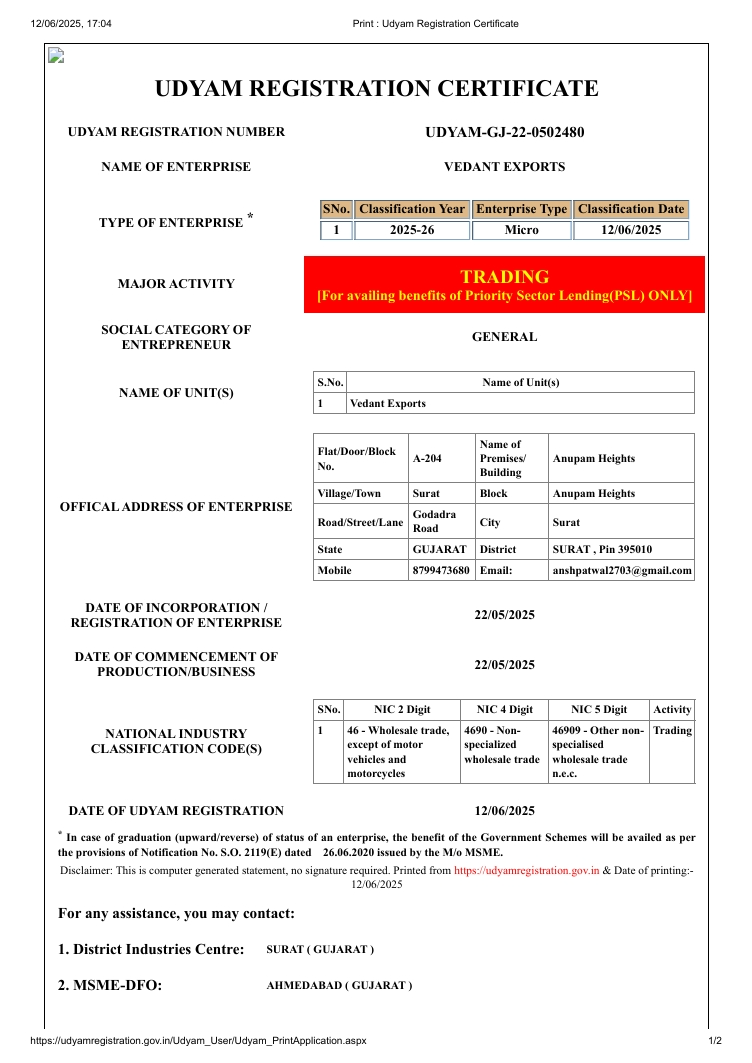 12/06/2025, 17:04 Print : Udyam Registration Certificate
UDYAM REGISTRATION CERTIFICATE
UDYAM REGISTRATION NUMBER UDYAM-GJ-22-0502480
NAME OF ENTERPRISE VEDANT EXPORTS
TYPE OF ENTERPRISE *
SNo. Classification Year Enterprise Type Classification Date
1 2025-26 Micro 12/06/2025
MAJOR ACTIVITY
TRADING
[For availing benefits of Priority Sector Lending(PSL) ONLY]
SOCIAL CATEGORY OF
ENTREPRENEUR
GENERAL
NAME OF UNIT(S)
S.No. Name of Unit(s)
1 Vedant Exports
OFFICAL ADDRESS OF ENTERPRISE
Flat/Door/Block
No.
A-204
Name of
Premises/
Building
Anupam Heights
Village/Town Surat Block Anupam Heights
Road/Street/Lane
Godadra
Road
City Surat
State GUJARAT District SURAT , Pin 395010
Mobile 8799473680 Email: anshpatwal2703@gmail.com
DATE OF INCORPORATION /
REGISTRATION OF ENTERPRISE
22/05/2025
DATE OF COMMENCEMENT OF
PRODUCTION/BUSINESS
22/05/2025
NATIONAL INDUSTRY
CLASSIFICATION CODE(S)
SNo. NIC 2 Digit NIC 4 Digit NIC 5 Digit Activity
1
46 - Wholesale trade,
except of motor
vehicles and
motorcycles
4690 - Non-
specialized
wholesale trade
46909 - Other non-
specialised
wholesale trade
n.e.c.
Trading
DATE OF UDYAM REGISTRATION 12/06/2025
* In case of graduation (upward/reverse) of status of an enterprise, the benefit of the Government Schemes will be availed as per
the provisions of Notification No. S.O. 2119(E) dated 26.06.2020 issued by the M/o MSME.
Disclaimer: This is computer generated statement, no signature required. Printed from https://udyamregistration.gov.in & Date of printing:-
12/06/2025
For any assistance, you may contact:
1. District Industries Centre: SURAT ( GUJARAT )
2. MSME-DFO: AHMEDABAD ( GUJARAT )
https://udyamregistration.gov.in/Udyam_User/Udyam_PrintApplication.aspx 1/2